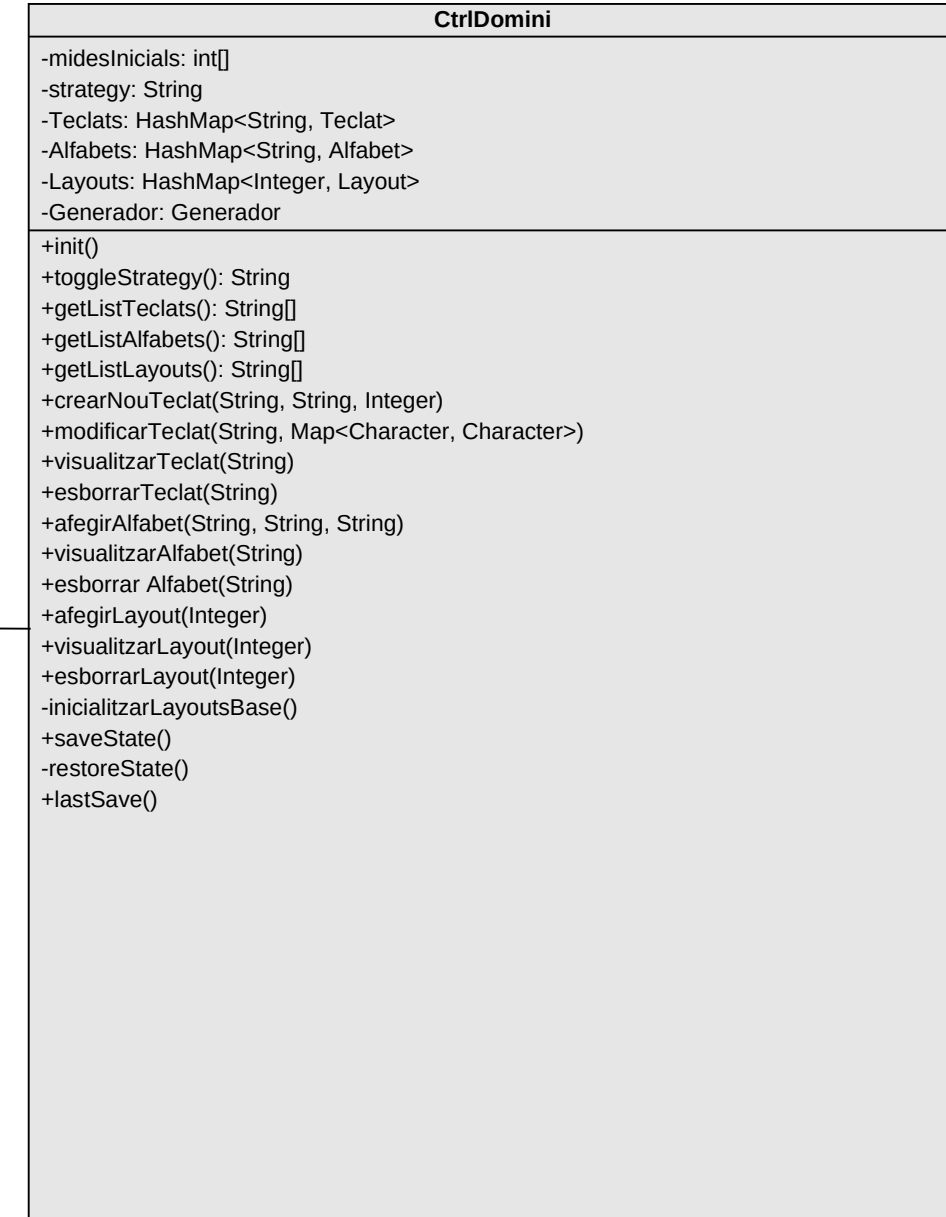 CtrlDomini
-midesInicials: int[]
-strategy: String
-Teclats: HashMap<String, Teclat>
-Alfabets: HashMap<String, Alfabet>
-Layouts: HashMap<Integer, Layout>
-Generador: Generador
+init()
+toggleStrategy(): String
+getListTeclats(): String[]
+getListAlfabets(): String[]
+getListLayouts(): String[]
+crearNouTeclat(String, String, Integer)
+modificarTeclat(String, Map<Character, Character>)
+visualitzarTeclat(String)
+esborrarTeclat(String)
+afegirAlfabet(String, String, String)
+visualitzarAlfabet(String)
+esborrar Alfabet(String)
+afegirLayout(Integer)
+visualitzarLayout(Integer)
+esborrarLayout(Integer)
-inicialitzarLayoutsBase()
+saveState()
-restoreState()
+lastSave()